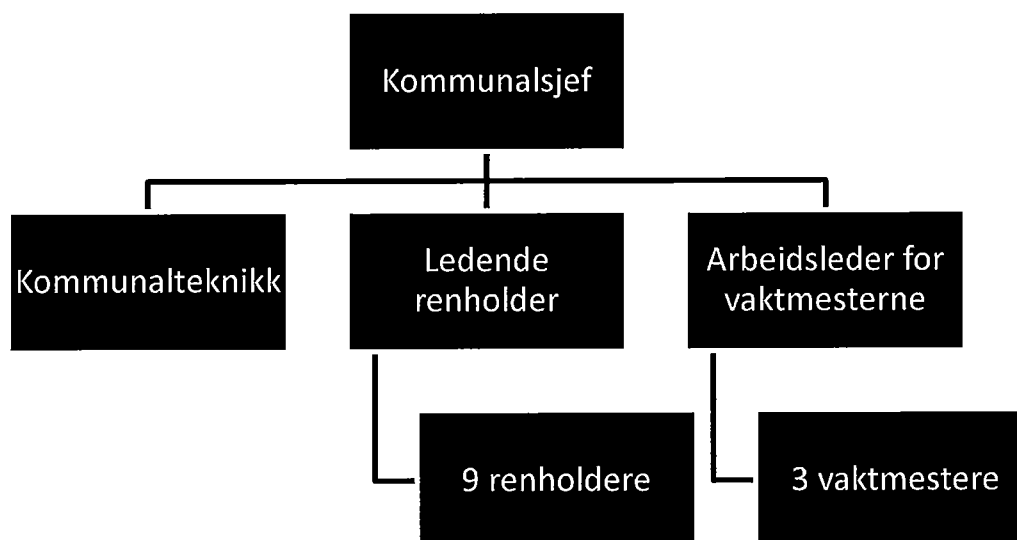 Kommunalsjef
Kommunalteknikk
Ledende
renholder
Arbeidsleder for
vaktmesterne
9 renholdere
3 vaktmestere